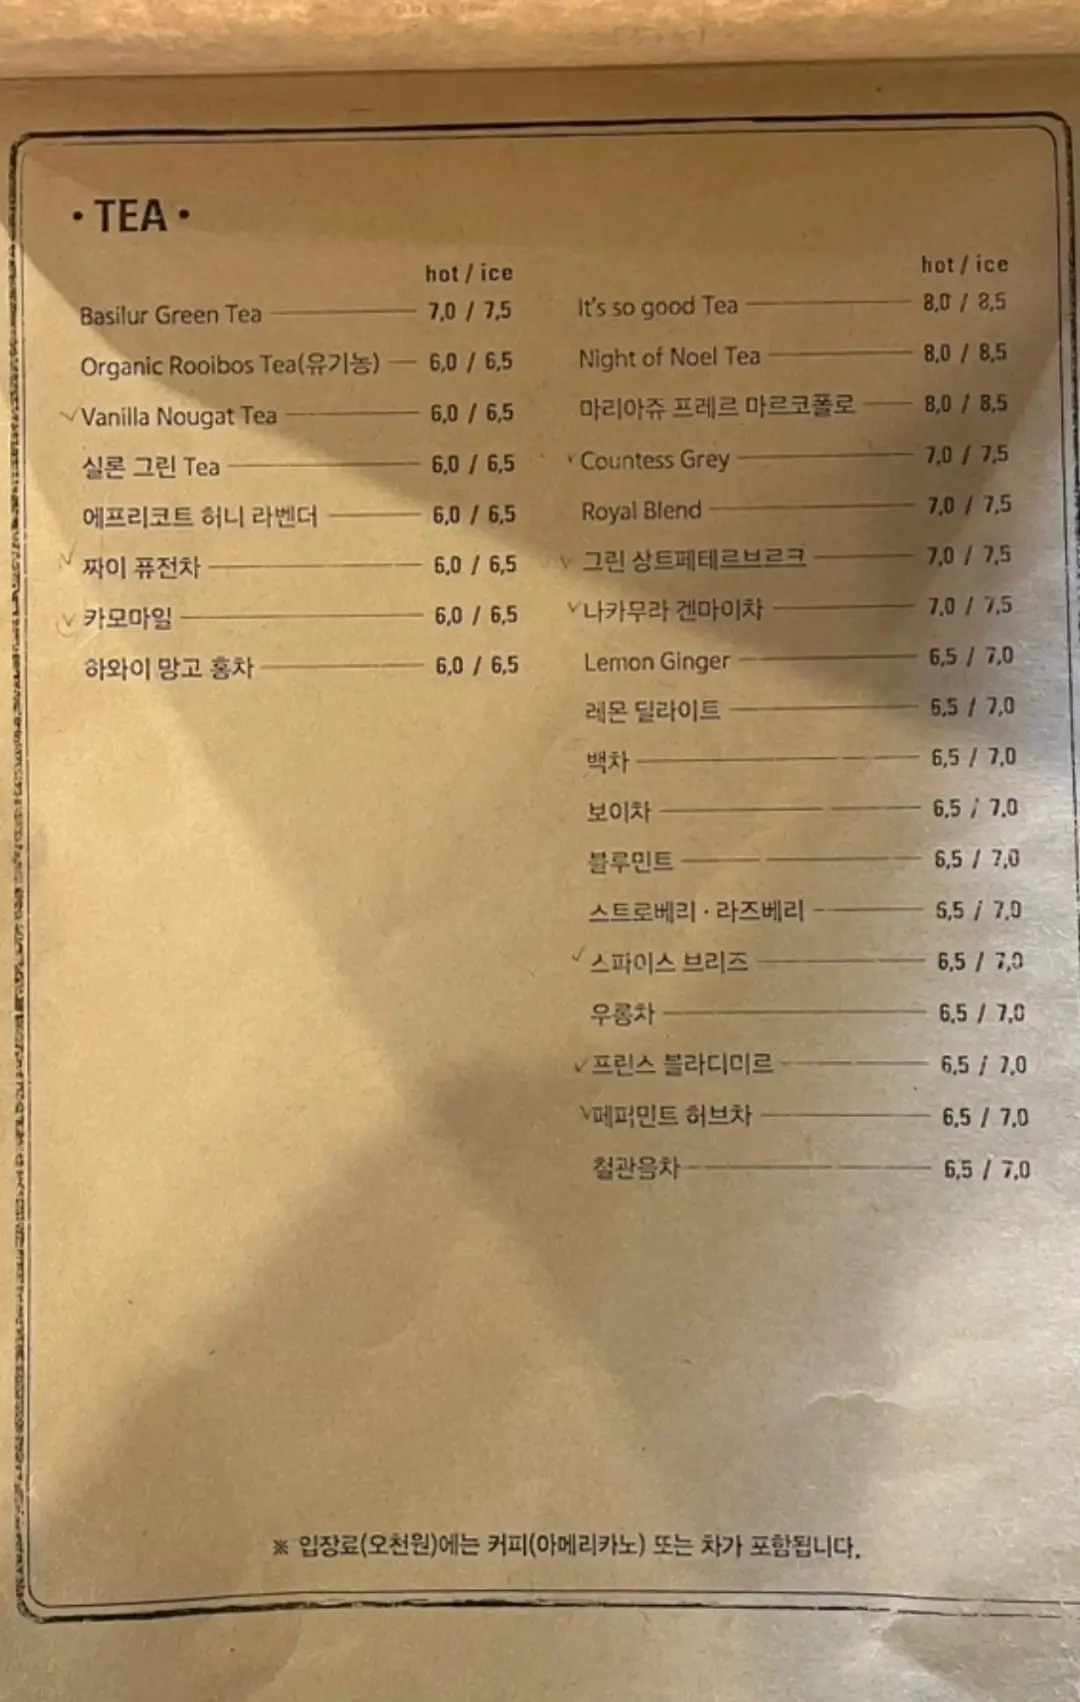 • TEA •
hot / ice
Basilur Green Tea 7,0 / 7,5
Organic Rooibos Tea(유기농) 6,0 / 6,5
✓Vanilla Nougat Tea 6,0 / 6,5
실론 그린 Tea 6,0 / 6,5
에프리코트 허니 라벤더 6,0 / 6,5
✓짜이 퓨전차 6,0 / 6,5
✓카모마일 6,0 / 6,5
하와이 망고 홍차 6,0 / 6,5
hot / ice
It's so good Tea 8,0 / 8,5
Night of Noel Tea 8,0 / 8,5
마리아쥬 프레르 마르코폴로 8,0 / 8,5
✓Countess Grey 7,0 / 7,5
Royal Blend 7,0 / 7,5
✓그린 상트페테르브르크 7,0 / 7,5
✓나카무라 겐마이차 7,0 / 7,5
Lemon Ginger 6,5 / 7,0
레몬 딜라이트 6,5 / 7,0
백차 6,5 / 7,0
보이차 6,5 / 7,0
블루민트 6,5 / 7,0
스트로베리 · 라즈베리 6,5 / 7,0
✓스파이스 브리즈 6,5 / 7,0
우롱차 6,5 / 7,0
✓프린스 블라디미르 6,5 / 7,0
✓페퍼민트 허브차 6,5 / 7,0
철관음차 6,5 / 7,0
※ 입장료(오천원)에는 커피(아메리카노) 또는 차가 포함됩니다.